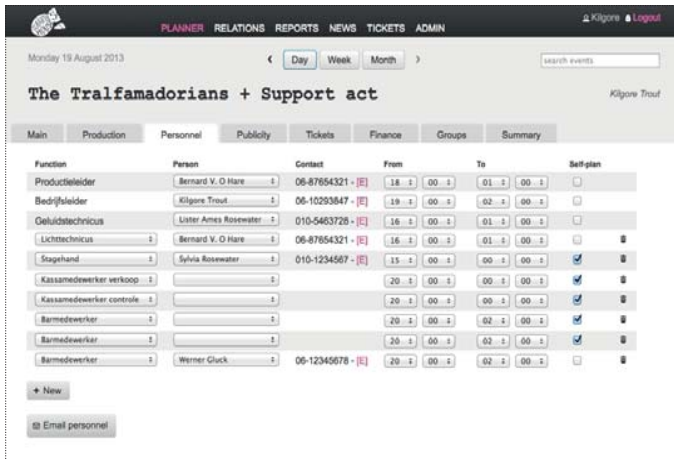 PLANNER RELATIONS REPORTS NEWS TICKETS ADMIN Kilgore Logout
Monday 19 August 2013 Day Week Month search events
The Tralfamadorians + Support act Kilgore Trout
Main Production Personnel Publicity Tickets Finance Groups Summary
Function Person Contact From To Self-plan
Productieleider Bernard V. O Hare 06-87654321 - [E] 18 00 01 00
Bedrijfsleider Kilgore Trout 06-10293847 - [E] 19 00 02 00
Geluidstechnicus Lister Ames Rosewater 010-5463728 - [E] 16 00 01 00
Lichttechnicus Bernard V. O Hare 06-87654321 - [E] 16 00 01 00
Stagehand Sylvia Rosewater 010-1234567 - [E] 15 00 00 00
Kassamedewerker verkoop 20 00 00 00
Kassamedewerker controle 20 00 00 00
Barmedewerker 20 00 02 00
Barmedewerker 20 00 02 00
Barmedewerker Werner Gluck 06-12345678 - [E] 20 00 02 00
+ New
Email personnel